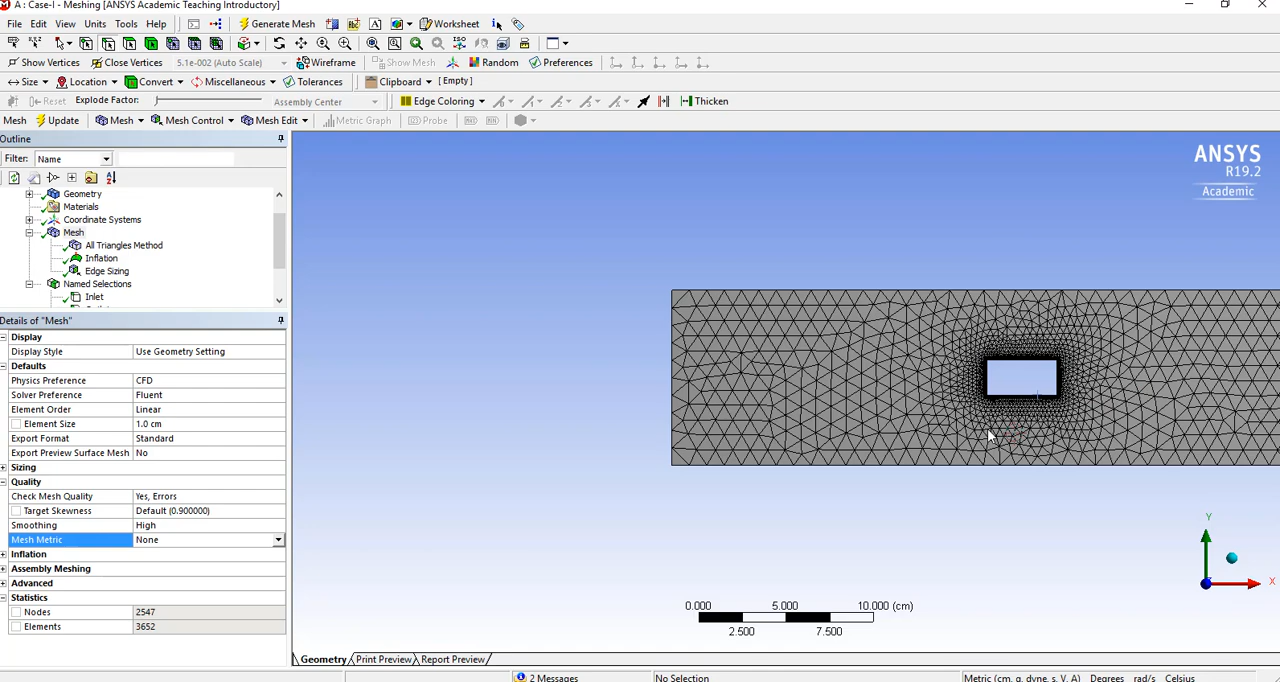 A : Case-I - Meshing [ANSYS Academic Teaching Introductory]
File Edit View Units Tools Help Generate Mesh A Worksheet i
Show Vertices Close Vertices 5.1e-002 (Auto Scale) Wireframe Show Mesh Random Preferences
Size Location Convert Miscellaneous Tolerances Clipboard [Empty]
Reset Explode Factor: Assembly Center Edge Coloring Thicken
Mesh Update Mesh Mesh Control Mesh Edit Metric Graph Probe
Outline
Filter: Name
Geometry
Materials
Coordinate Systems
Mesh
All Triangles Method
Inflation
Edge Sizing
Named Selections
Inlet
Details of "Mesh"
Display
Display Style Use Geometry Setting
Defaults
Physics Preference CFD
Solver Preference Fluent
Element Order Linear
Element Size 1.0 cm
Export Format Standard
Export Preview Surface Mesh No
Sizing
Quality
Check Mesh Quality Yes, Errors
Target Skewness Default (0.900000)
Smoothing High
Mesh Metric None
Inflation
Assembly Meshing
Advanced
Statistics
Nodes 2547
Elements 3652
ANSYS
R19.2
Academic
Y
X
0.000 5.000 10.000 (cm)
2.500 7.500
Geometry Print Preview Report Preview
2 Messages No Selection Metric (cm, g, dyne, s, V, A) Degrees rad/s Celsius